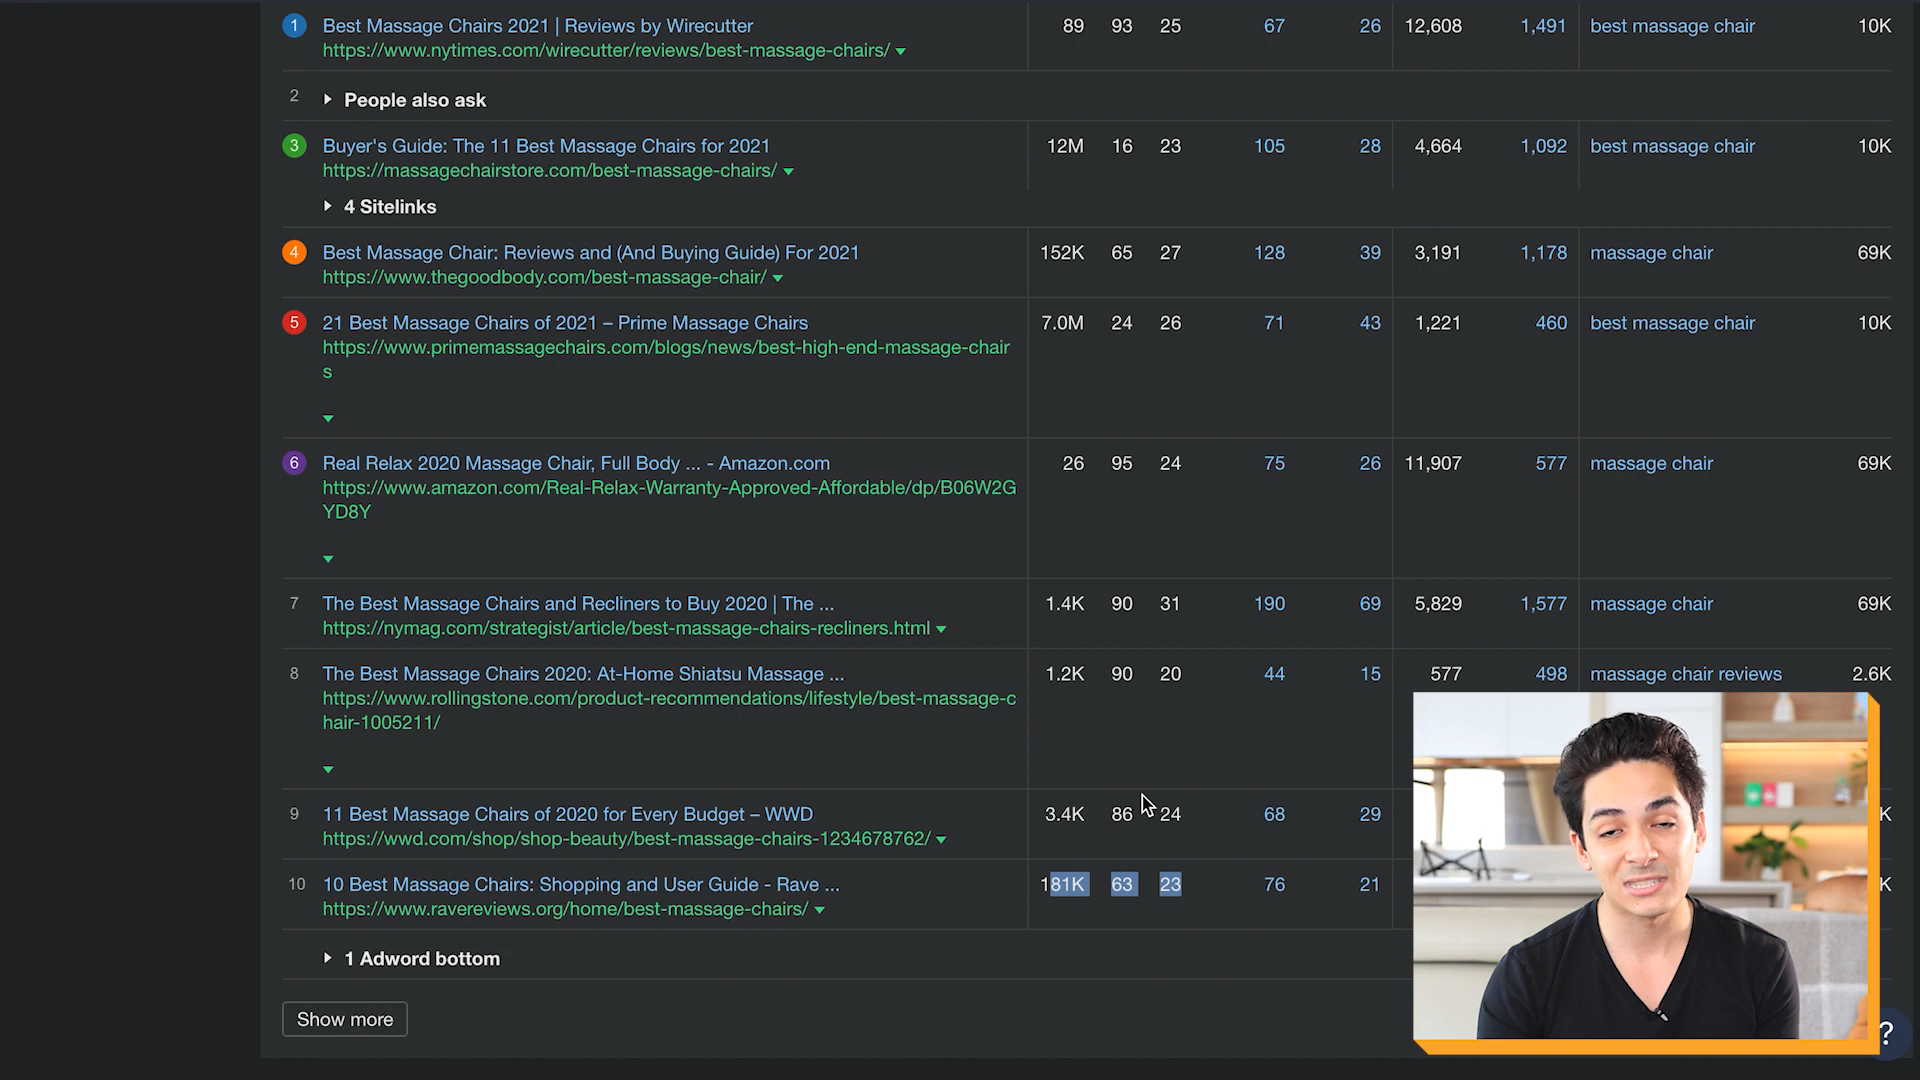 1 Best Massage Chairs 2021 | Reviews by Wirecutter 89 93 25 67 26 12,608 1,491 best massage chair 10K
https://www.nytimes.com/wirecutter/reviews/best-massage-chairs/
2 People also ask
3 Buyer's Guide: The 11 Best Massage Chairs for 2021 12M 16 23 105 28 4,664 1,092 best massage chair 10K
https://massagechairstore.com/best-massage-chairs/
4 Sitelinks
4 Best Massage Chair: Reviews and (And Buying Guide) For 2021 152K 65 27 128 39 3,191 1,178 massage chair 69K
https://www.thegoodbody.com/best-massage-chair/
5 21 Best Massage Chairs of 2021 – Prime Massage Chairs 7.0M 24 26 71 43 1,221 460 best massage chair 10K
https://www.primemassagechairs.com/blogs/news/best-high-end-massage-chair
s
6 Real Relax 2020 Massage Chair, Full Body ... - Amazon.com 26 95 24 75 26 11,907 577 massage chair 69K
https://www.amazon.com/Real-Relax-Warranty-Approved-Affordable/dp/B06W2G
YD8Y
7 The Best Massage Chairs and Recliners to Buy 2020 | The ... 1.4K 90 31 190 69 5,829 1,577 massage chair 69K
https://nymag.com/strategist/article/best-massage-chairs-recliners.html
8 The Best Massage Chairs 2020: At-Home Shiatsu Massage ... 1.2K 90 20 44 15 577 498 massage chair reviews 2.6K
https://www.rollingstone.com/product-recommendations/lifestyle/best-massage-c
hair-1005211/
9 11 Best Massage Chairs of 2020 for Every Budget – WWD 3.4K 86 24 68 29 K
https://wwd.com/shop/shop-beauty/best-massage-chairs-1234678762/
10 10 Best Massage Chairs: Shopping and User Guide - Rave ... 181K 63 23 76 21 K
https://www.ravereviews.org/home/best-massage-chairs/
1 Adword bottom
Show more
?